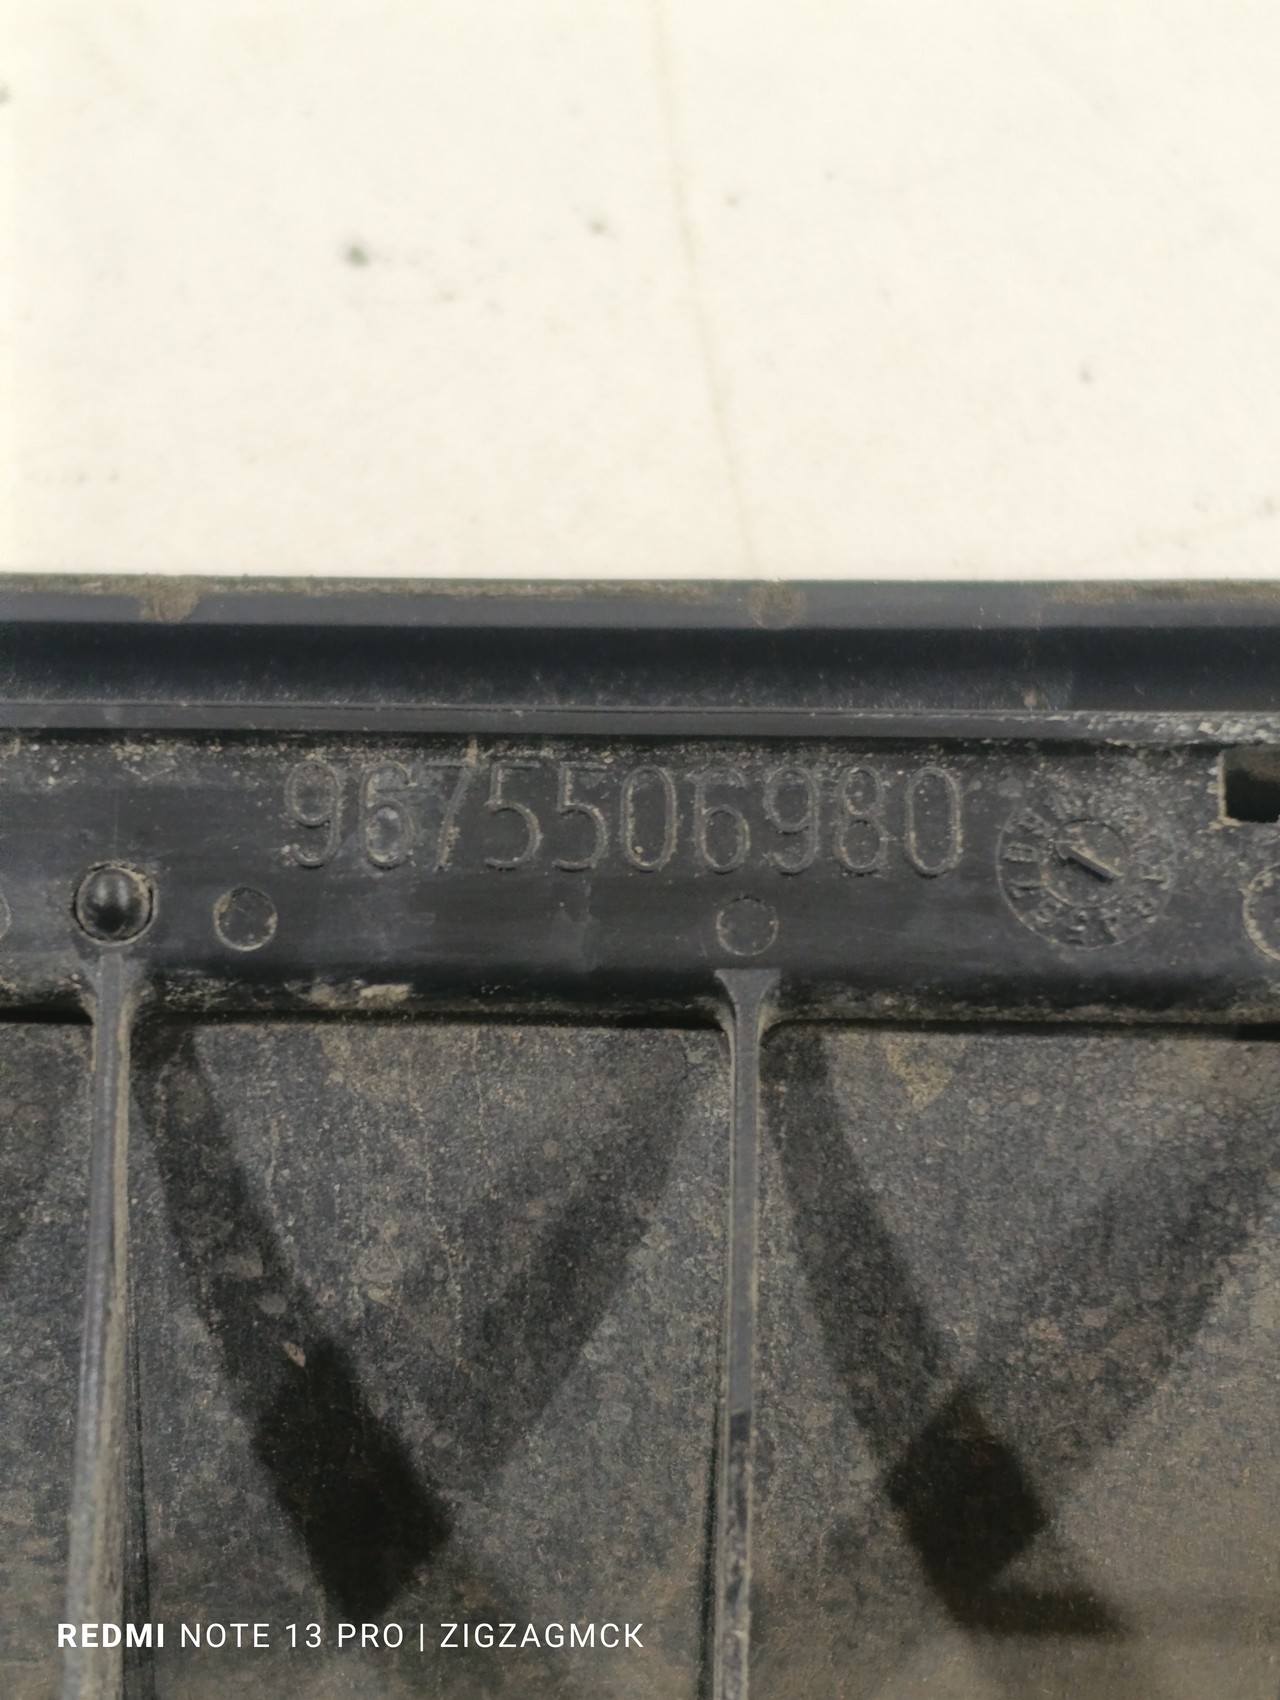 9675506980
REDMI NOTE 13 PRO | ZIGZAGMCK